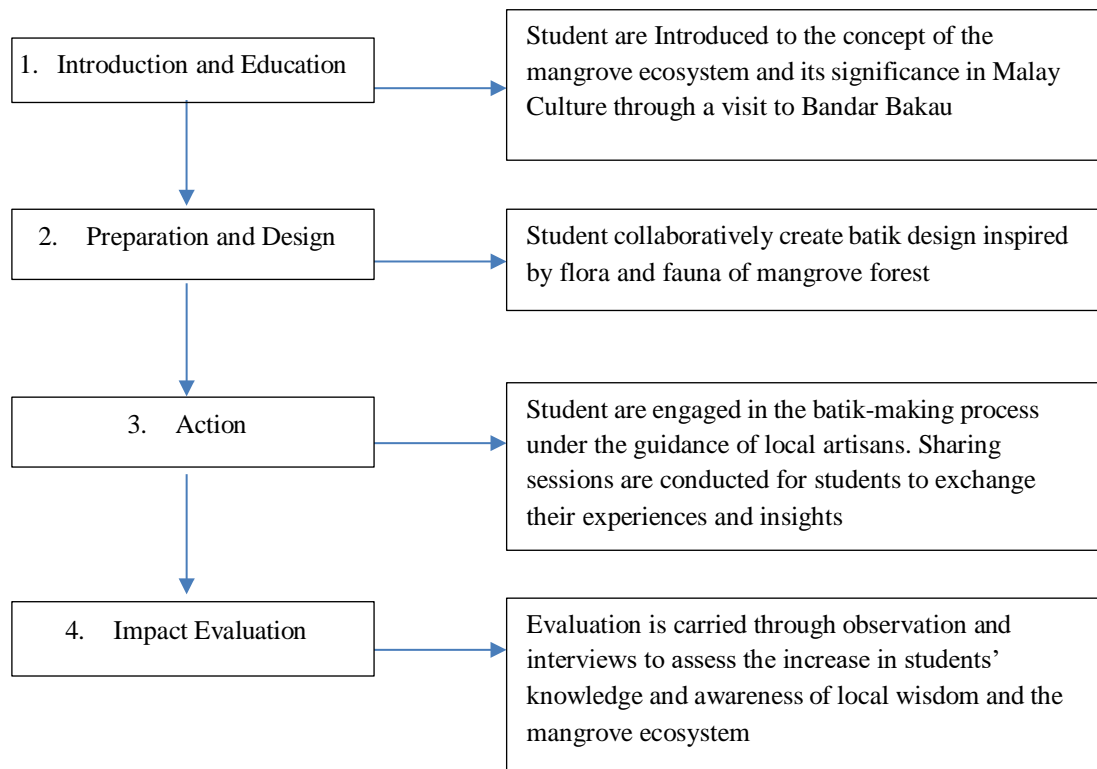 1. Introduction and Education
Student are Introduced to the concept of the
mangrove ecosystem and its significance in Malay
Culture through a visit to Bandar Bakau
2. Preparation and Design
Student collaboratively create batik design inspired
by flora and fauna of mangrove forest
3. Action
Student are engaged in the batik-making process
under the guidance of local artisans. Sharing
sessions are conducted for students to exchange
their experiences and insights
4. Impact Evaluation
Evaluation is carried through observation and
interviews to assess the increase in students’
knowledge and awareness of local wisdom and the
mangrove ecosystem